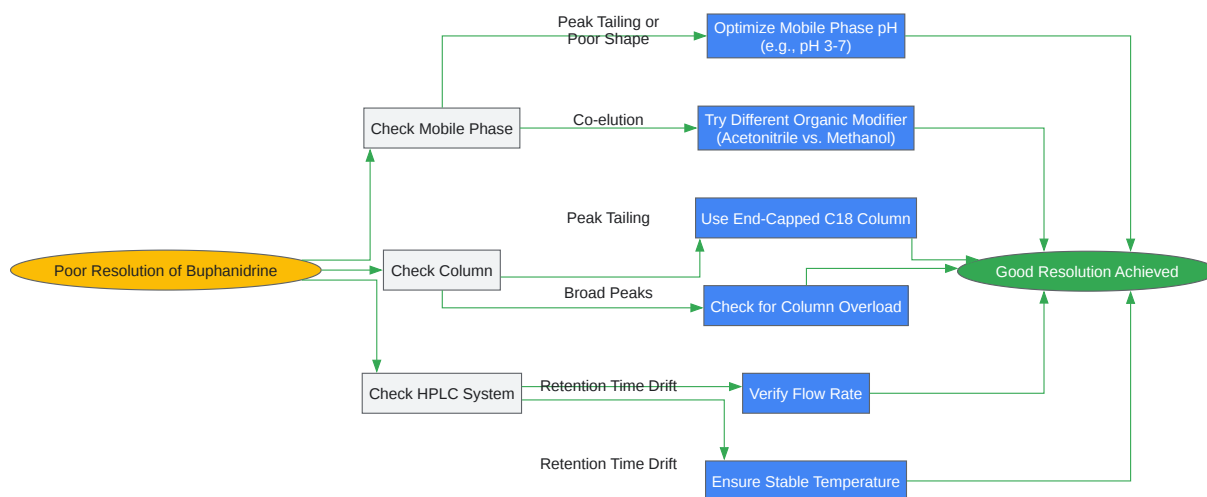 Peak Tailing or
Poor Shape
Optimize Mobile Phase pH
(e.g., pH 3-7)
Check Mobile Phase
Co-elution
Try Different Organic Modifier
(Acetonitrile vs. Methanol)
Peak Tailing
Use End-Capped C18 Column
Poor Resolution of Buphanidrine
Check Column
Good Resolution Achieved
Broad Peaks
Check for Column Overload
Check HPLC System
Retention Time Drift
Verify Flow Rate
Retention Time Drift
Ensure Stable Temperature